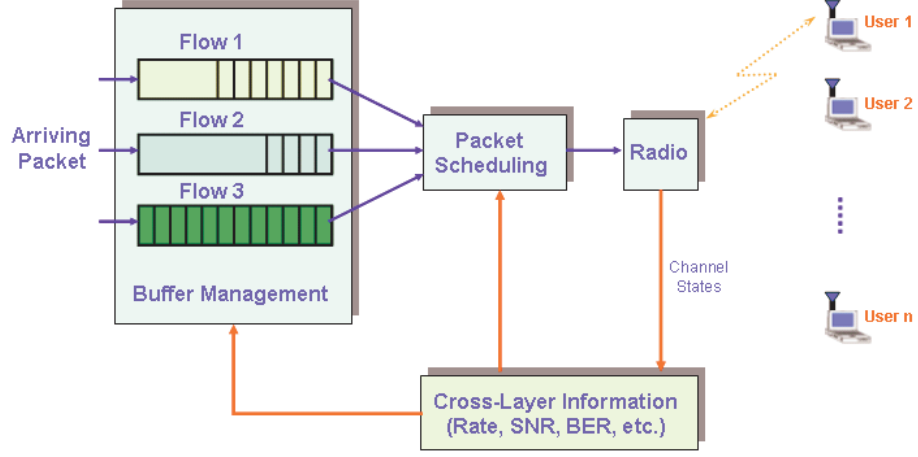 Flow 1
Flow 2
Flow 3
Arriving
Packet
Buffer Management
Packet
Scheduling
Radio
Channel
States
Cross-Layer Information
(Rate, SNR, BER, etc.)
User 1
User 2
User n